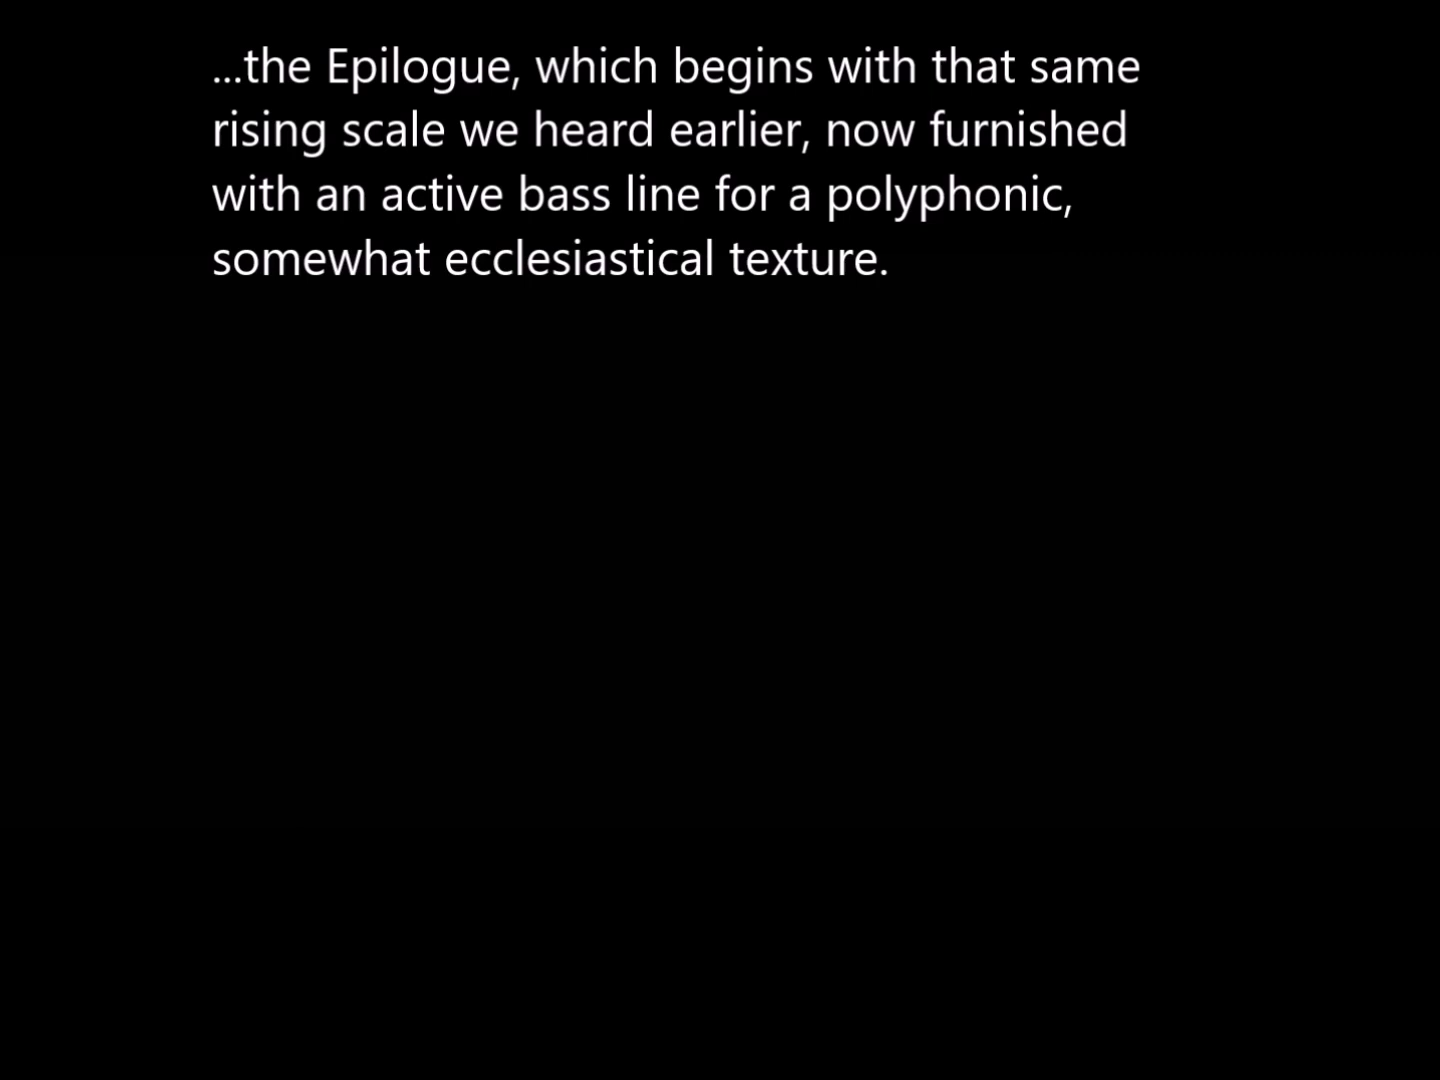 ...the Epilogue, which begins with that same
rising scale we heard earlier, now furnished
with an active bass line for a polyphonic,
somewhat ecclesiastical texture.